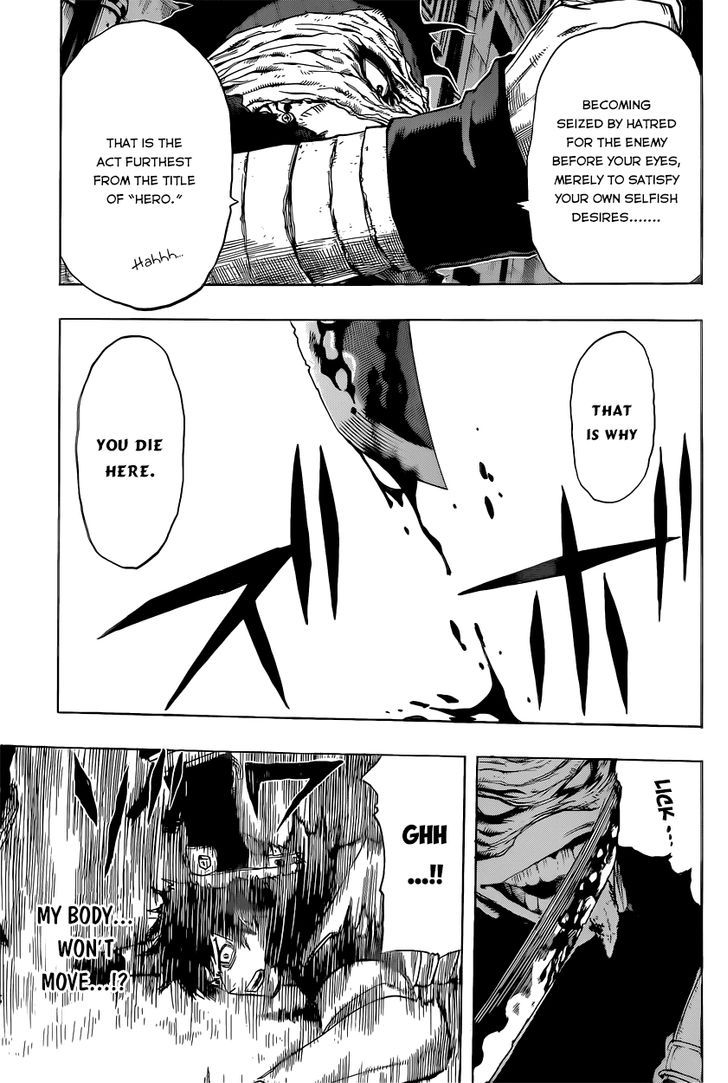 BECOMING
SEIZED BY HATRED
FOR THE ENEMY
BEFORE YOUR EYES,
MERELY TO SATISFY
YOUR OWN SELFISH
DESIRES.......
THAT IS THE
ACT FURTHEST
FROM THE TITLE
OF "HERO."
Hahhh...
THAT
IS WHY
YOU DIE
HERE.
LICK...
GHH
...!!
MY BODY...
WON'T
MOVE...!?